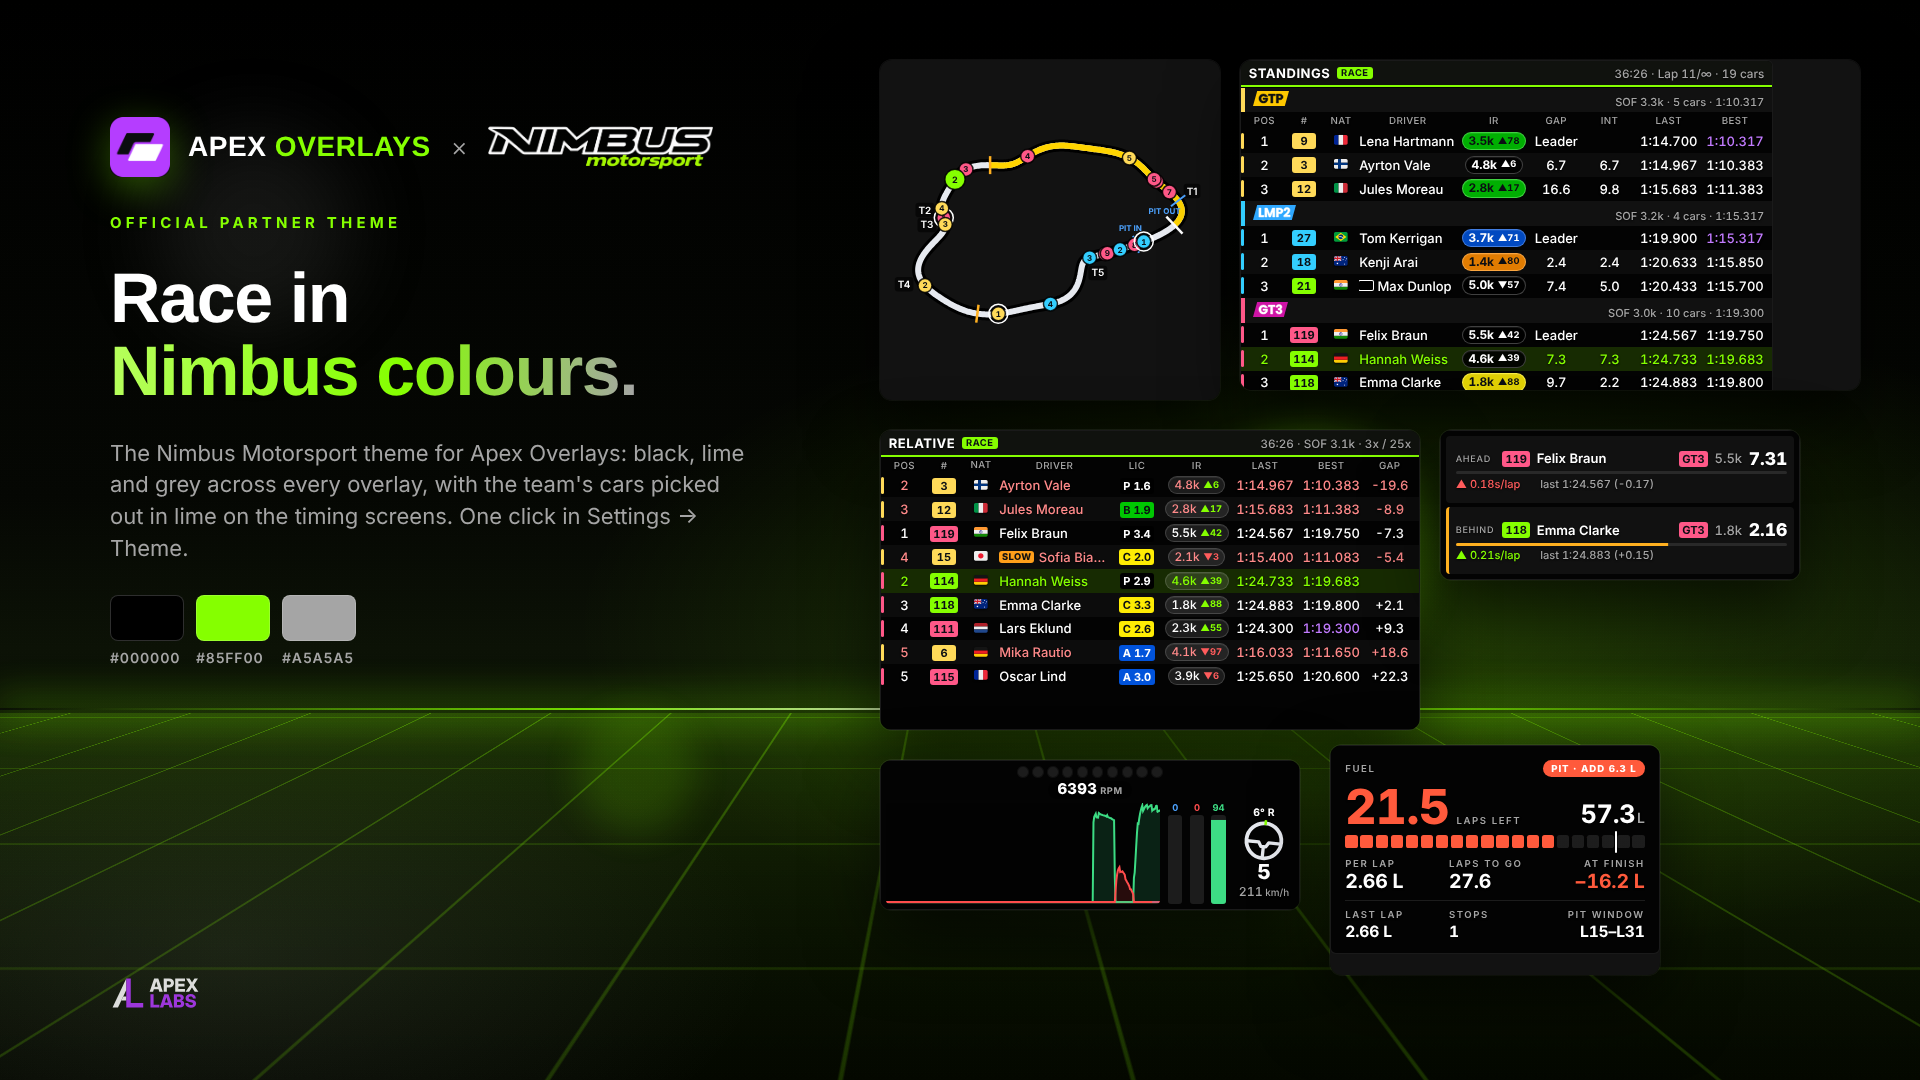 APEX OVERLAYS × NIMBUS motorsport
OFFICIAL PARTNER THEME
Race in
Nimbus colours.
The Nimbus Motorsport theme for Apex Overlays: black, lime
and grey across every overlay, with the team's cars picked
out in lime on the timing screens. One click in Settings →
Theme.
#000000 #85FF00 #A5A5A5
AL APEX LABS
T1
PIT OUT
PIT IN
T2
T3
T4
T5
STANDINGS RACE 36:26 · Lap 11/∞ · 19 cars
GTP SOF 3.3k · 5 cars · 1:10.317
POS # NAT DRIVER IR GAP INT LAST BEST
1 9 Lena Hartmann 3.5k ▲78 Leader 1:14.700 1:10.317
2 3 Ayrton Vale 4.8k ▲6 6.7 6.7 1:14.967 1:10.383
3 12 Jules Moreau 2.8k ▲17 16.6 9.8 1:15.683 1:11.383
LMP2 SOF 3.2k · 4 cars · 1:15.317
1 27 Tom Kerrigan 3.7k ▲71 Leader 1:19.900 1:15.317
2 18 Kenji Arai 1.4k ▲80 2.4 2.4 1:20.633 1:15.850
3 21 Max Dunlop 5.0k ▼57 7.4 5.0 1:20.433 1:15.700
GT3 SOF 3.0k · 10 cars · 1:19.300
1 119 Felix Braun 5.5k ▲42 Leader 1:24.567 1:19.750
2 114 Hannah Weiss 4.6k ▲39 7.3 7.3 1:24.733 1:19.683
3 118 Emma Clarke 1.8k ▲88 9.7 2.2 1:24.883 1:19.800
RELATIVE RACE 36:26 · SOF 3.1k · 3x / 25x
POS # NAT DRIVER LIC IR LAST BEST GAP
2 3 Ayrton Vale P 1.6 4.8k ▲6 1:14.967 1:10.383 -19.6
3 12 Jules Moreau B 1.9 2.8k ▲17 1:15.683 1:11.383 -8.9
1 119 Felix Braun P 3.4 5.5k ▲42 1:24.567 1:19.750 -7.3
4 15 SLOW Sofia Bia... C 2.0 2.1k ▼3 1:15.400 1:11.083 -5.4
2 114 Hannah Weiss P 2.9 4.6k ▲39 1:24.733 1:19.683
3 118 Emma Clarke C 3.3 1.8k ▲88 1:24.883 1:19.800 +2.1
4 111 Lars Eklund C 2.6 2.3k ▲55 1:24.300 1:19.300 +9.3
5 6 Mika Rautio A 1.7 4.1k ▼97 1:16.033 1:11.650 +18.6
5 115 Oscar Lind A 3.0 3.9k ▼6 1:25.650 1:20.600 +22.3
AHEAD 119 Felix Braun GT3 5.5k 7.31
▲ 0.18s/lap last 1:24.567 (-0.17)
BEHIND 118 Emma Clarke GT3 1.8k 2.16
▲ 0.21s/lap last 1:24.883 (+0.15)
6393 RPM
0 0 94
6° R
5
211 km/h
FUEL PIT · ADD 6.3 L
21.5 LAPS LEFT 57.3 L
PER LAP LAPS TO GO AT FINISH
2.66 L 27.6 −16.2 L
LAST LAP STOPS PIT WINDOW
2.66 L 1 L15–L31